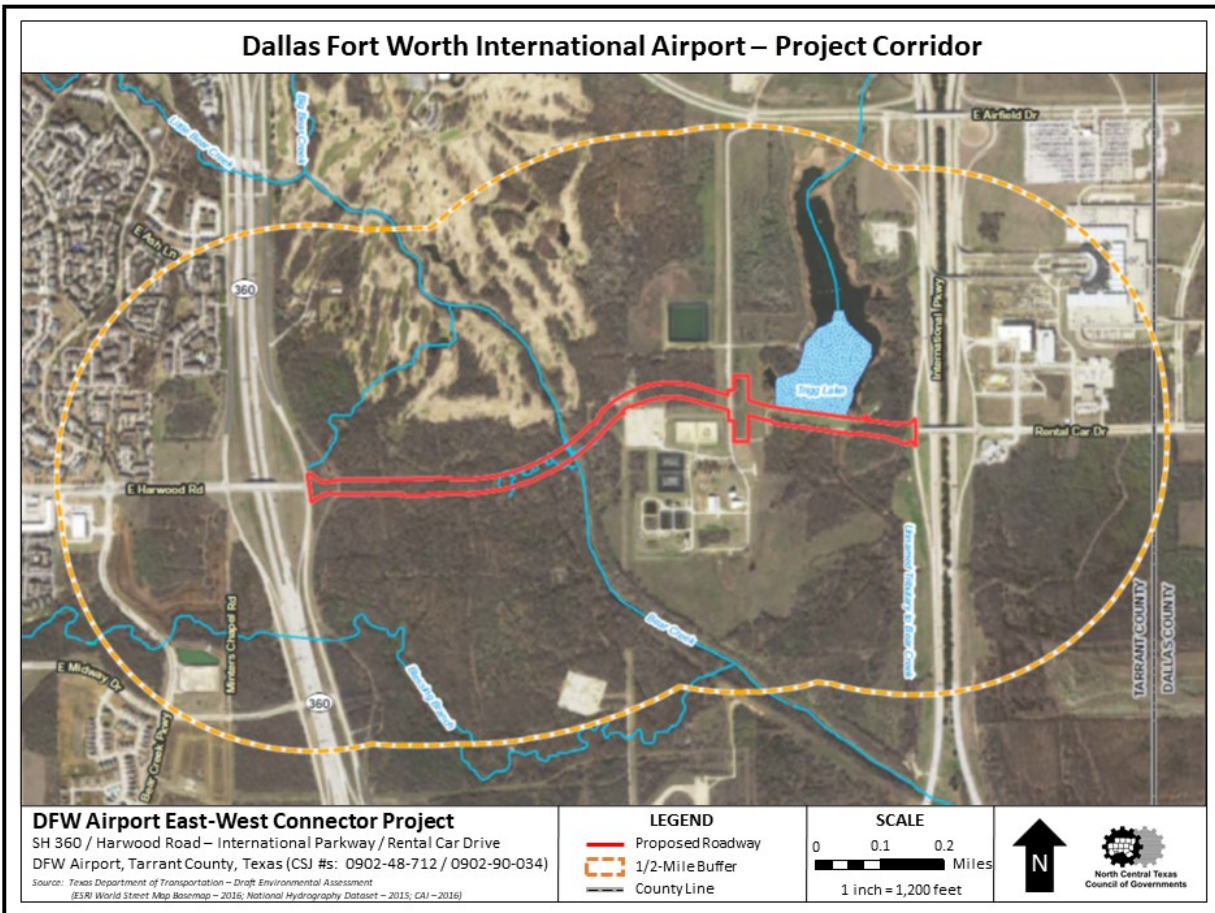 Dallas Fort Worth International Airport – Project Corridor
Big Bear Creek
Little Bear Creek
E Airfield Dr
E Ash Ln
360
International Pkwy
Trigg Lake
Rental Car Dr
E Harwood Rd
Unnamed Tributary to Bear Creek
Minters Chapel Rd
Bear Creek
TARRANT COUNTY
DALLAS COUNTY
E Midway Dr
360
Bear Creek Pkwy
DFW Airport East-West Connector Project
SH 360 / Harwood Road – International Parkway / Rental Car Drive
DFW Airport, Tarrant County, Texas (CSJ #s: 0902-48-712 / 0902-90-034)
Source: Texas Department of Transportation – Draft Environmental Assessment
(ESRI World Street Map Basemap – 2016; National Hydrography Dataset – 2015; CAI – 2016)
LEGEND
Proposed Roadway
1/2-Mile Buffer
County Line
SCALE
0 0.1 0.2
Miles
1 inch = 1,200 feet
N
North Central Texas
Council of Governments